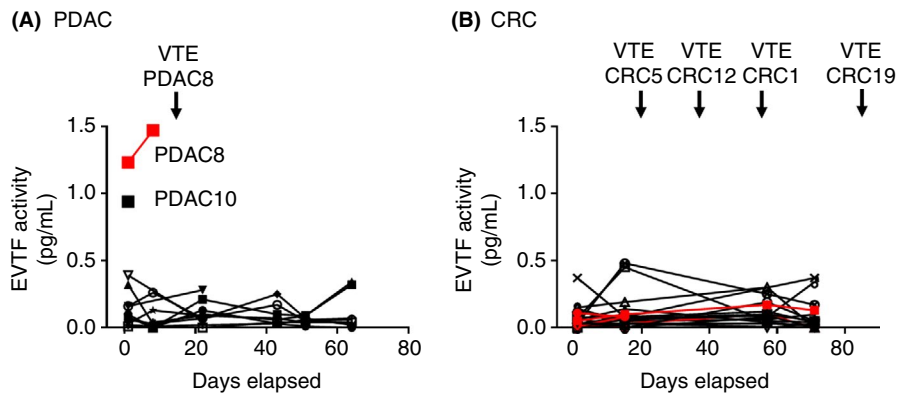 (A) PDAC
VTE
PDAC8
1.5
1.0
0.5
0.0
EVTF activity
(pg/mL)
PDAC8
PDAC10
0 20 40 60 80
Days elapsed
(B) CRC
VTE VTE VTE VTE
CRC5 CRC12 CRC1 CRC19
1.5
1.0
0.5
0.0
EVTF activity
(pg/mL)
0 20 40 60 80
Days elapsed